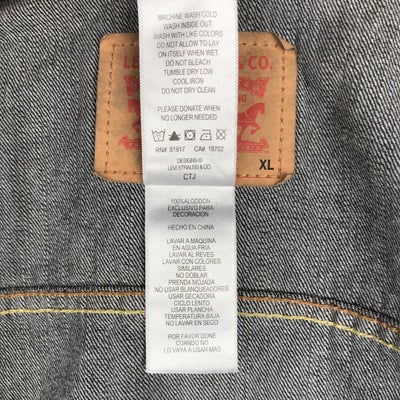 MACHINE WASH COLD
WASH INSIDE OUT
WASH WITH LIKE COLORS
DO NOT ALLOW TO LAY
ON ITSELF WHEN WET
DO NOT BLEACH
TUMBLE DRY LOW
COOL IRON
DO NOT DRY CLEAN
PLEASE DONATE WHEN
NO LONGER NEEDED
RN# 81917 CA# 18702
DESIGNS ©
LEVI STRAUSS & CO.
CTJ
100% ALGODON
EXCLUSIVO PARA
DECORACION
HECHO EN CHINA
LAVAR A MAQUINA
EN AGUA FRIA
LAVAR AL REVES
LAVAR CON COLORES
SIMILARES
NO DOBLAR
PRENDA MOJADA
NO USAR BLANQUEADORES
USAR SECADORA
CICLO LENTO
USAR PLANCHA
TEMPERATURA BAJA
NO LAVAR EN SECO
POR FAVOR DONE
CUANDO NO
LO VAYA A USAR MAS
CO.
XL